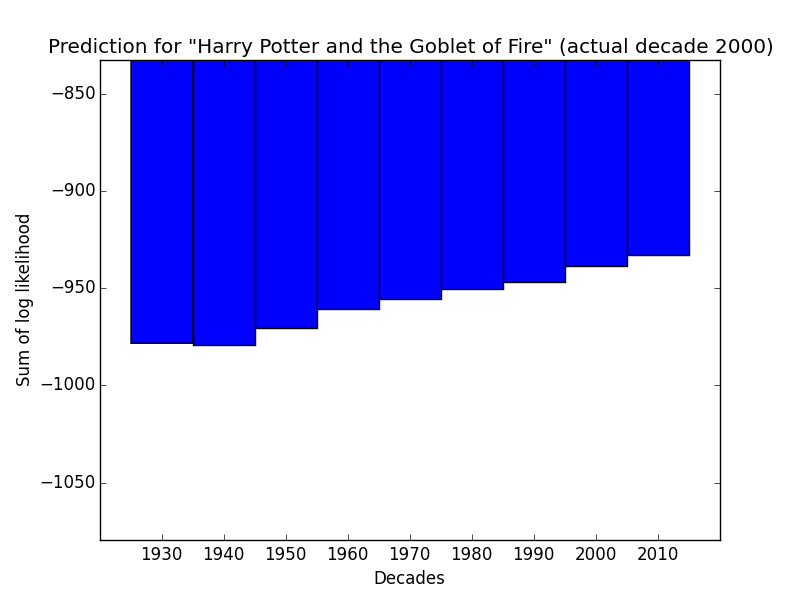 Prediction for "Harry Potter and the Goblet of Fire" (actual decade 2000)
−850
−900
−950
−1000
−1050
Sum of log likelihood
1930 1940 1950 1960 1970 1980 1990 2000 2010
Decades